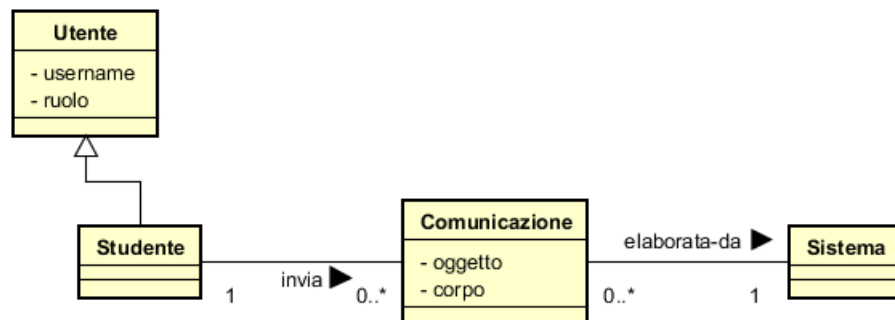 Utente
- username
- ruolo
Studente
1
invia
0..*
Comunicazione
- oggetto
- corpo
0..*
elaborata-da
1
Sistema